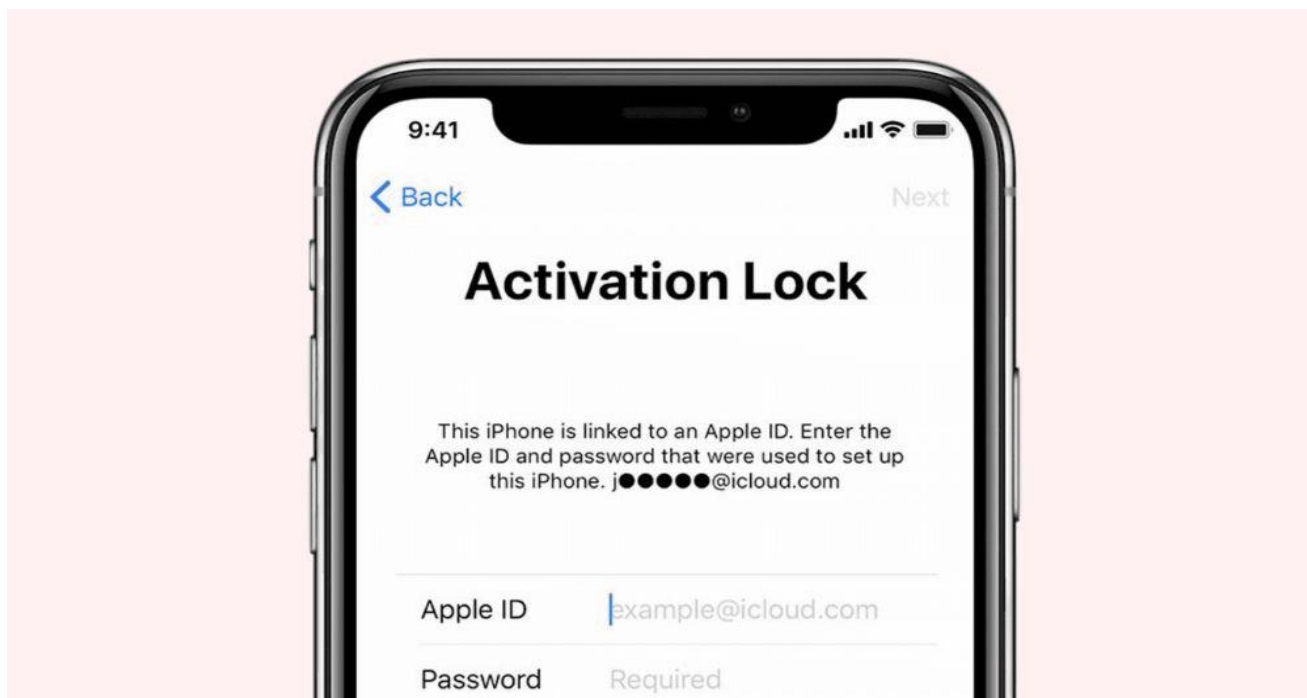 9:41
Back
Next
Activation Lock
This iPhone is linked to an Apple ID. Enter the
Apple ID and password that were used to set up
this iPhone. j●●●●●@icloud.com
Apple ID example@icloud.com
Password Required